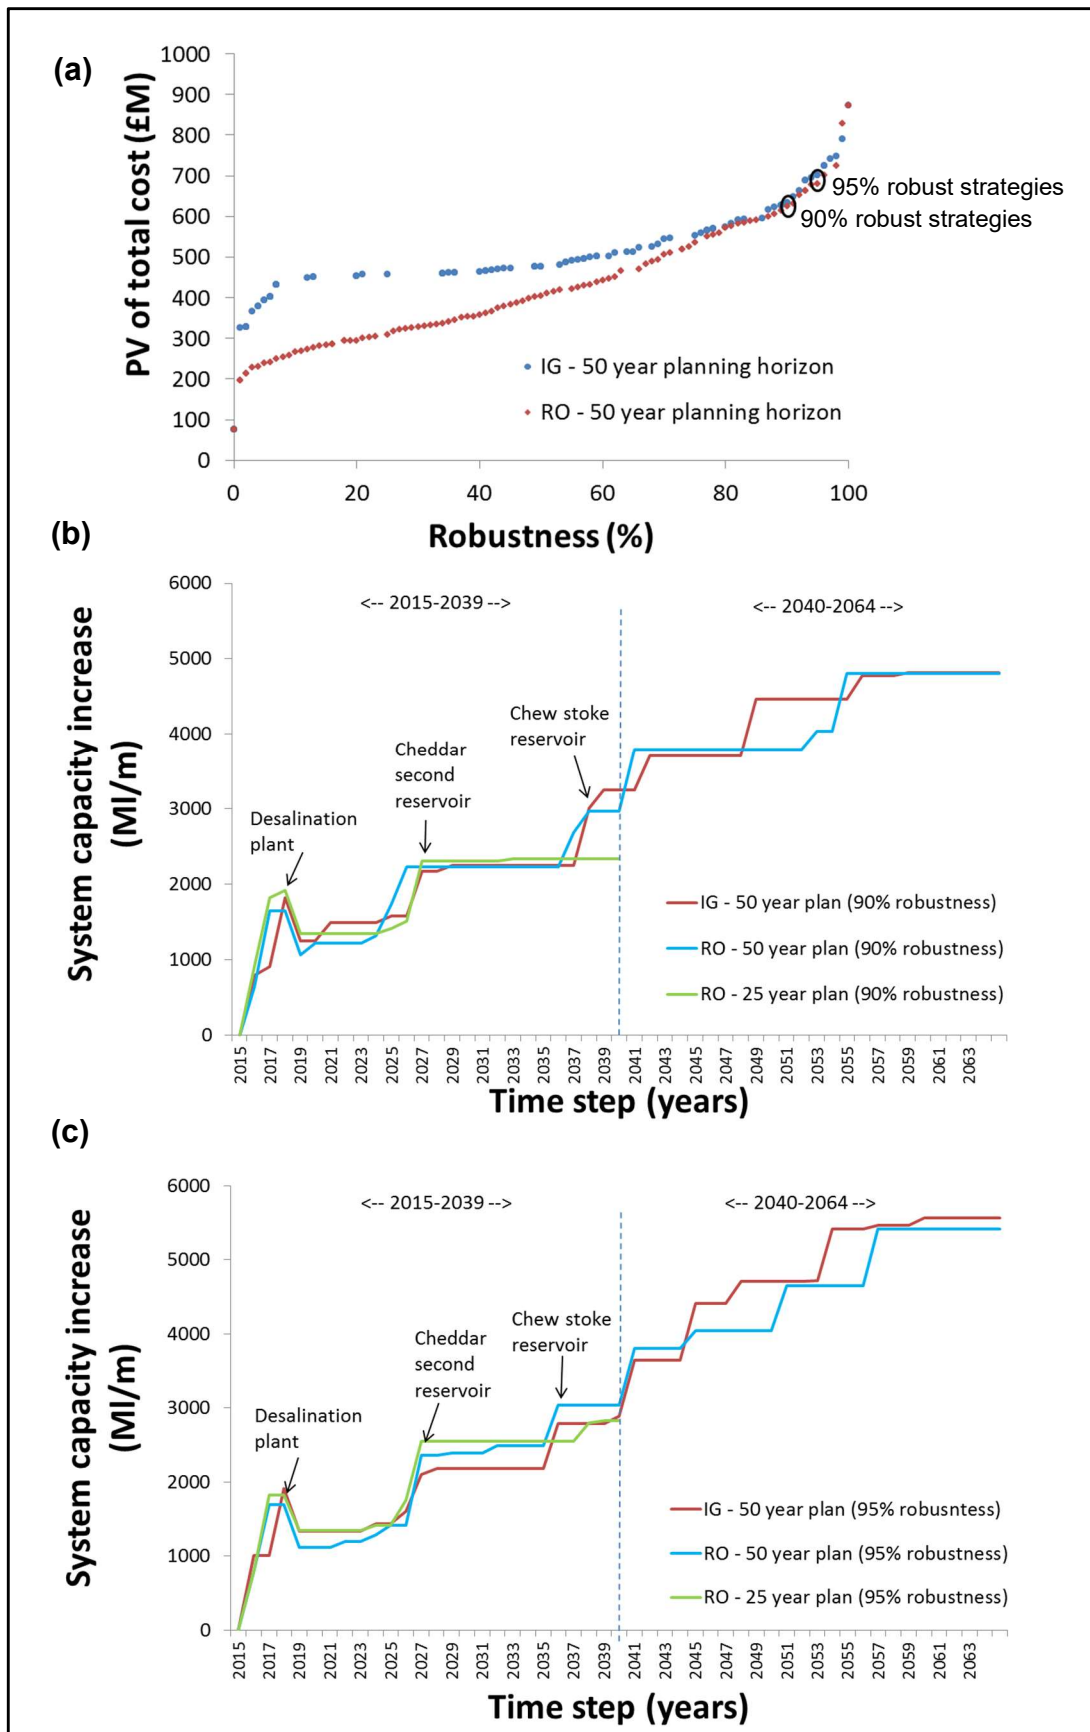 (a)
PV of total cost (£M)
1000
900
800
700
600
500
400
300
200
100
0
95% robust strategies
90% robust strategies
IG - 50 year planning horizon
RO - 50 year planning horizon
0 20 40 60 80 100
Robustness (%)
(b)
System capacity increase
(Ml/m)
6000
5000
4000
3000
2000
1000
0
<-- 2015-2039 -->
<-- 2040-2064 -->
Desalination
plant
Cheddar
second
reservoir
Chew stoke
reservoir
IG - 50 year plan (90% robustness)
RO - 50 year plan (90% robustness)
RO - 25 year plan (90% robustness)
2015 2017 2019 2021 2023 2025 2027 2029 2031 2033 2035 2037 2039 2041 2043 2045 2047 2049 2051 2053 2055 2057 2059 2061 2063
Time step (years)
(c)
System capacity increase
(Ml/m)
6000
5000
4000
3000
2000
1000
0
<-- 2015-2039 -->
<-- 2040-2064 -->
Desalination
plant
Cheddar
second
reservoir
Chew stoke
reservoir
IG - 50 year plan (95% robusntess)
RO - 50 year plan (95% robustness)
RO - 25 year plan (95% robustness)
2015 2017 2019 2021 2023 2025 2027 2029 2031 2033 2035 2037 2039 2041 2043 2045 2047 2049 2051 2053 2055 2057 2059 2061 2063
Time step (years)